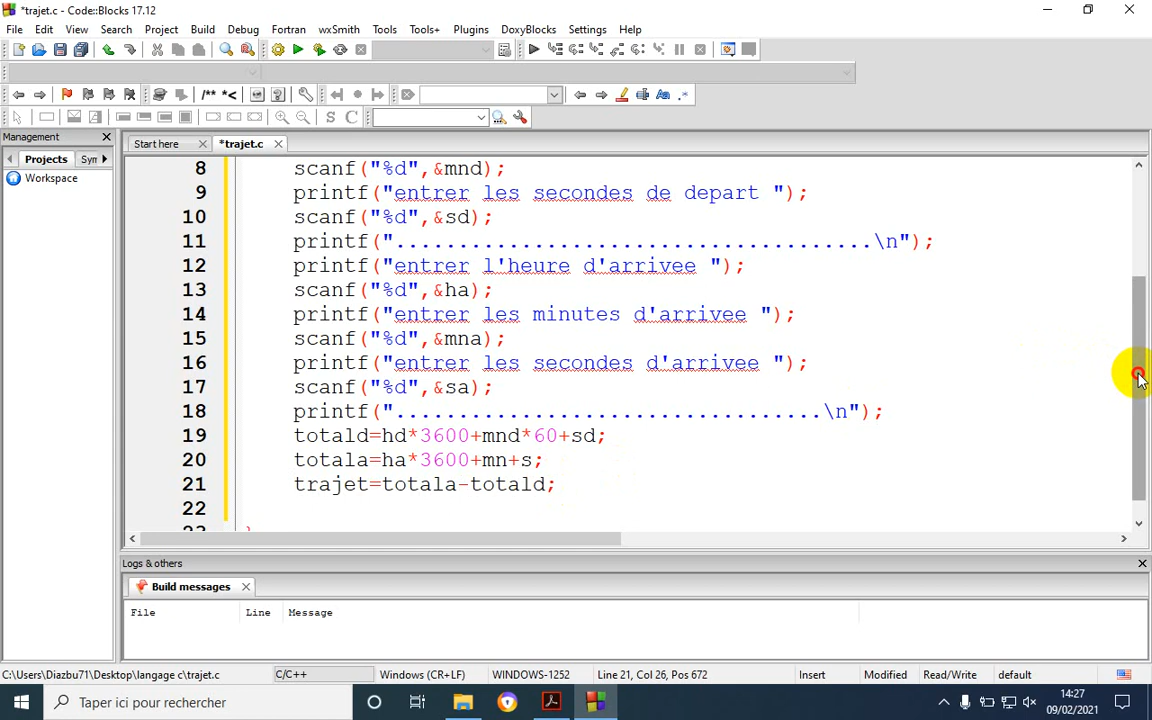 *trajet.c - Code::Blocks 17.12
File Edit View Search Project Build Debug Fortran wxSmith Tools Tools+ Plugins DoxyBlocks Settings Help
/** *<
S C
Aa .*
Management
Projects Syn
Workspace
Start here *trajet.c
8 scanf("%d",&mnd);
9 printf("entrer les secondes de depart ");
10 scanf("%d",&sd);
11 printf("......................................\n");
12 printf("entrer l'heure d'arrivee ");
13 scanf("%d",&ha);
14 printf("entrer les minutes d'arrivee ");
15 scanf("%d",&mna);
16 printf("entrer les secondes d'arrivee ");
17 scanf("%d",&sa);
18 printf("..................................\n");
19 totald=hd*3600+mnd*60+sd;
20 totala=ha*3600+mn+s;
21 trajet=totala-totald;
22
23 }
Logs & others
Build messages
File Line Message
C:\Users\Diazbu71\Desktop\langage c\trajet.c C/C++ Windows (CR+LF) WINDOWS-1252 Line 21, Col 26, Pos 672 Insert Modified Read/Write default
Taper ici pour rechercher
14:27
09/02/2021